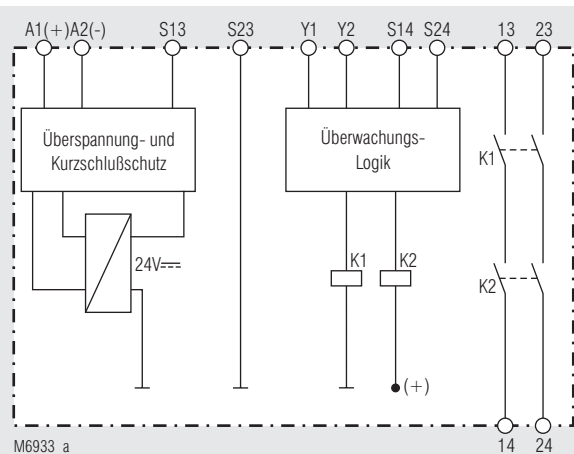 A1(+) A2(-) S13 S23 Y1 Y2 S14 S24 13 23
Überspannung- und
Kurzschlußschutz
Überwachungs-
Logik
K1
24V
K1 K2
K2
(+)
M6933_a
14 24